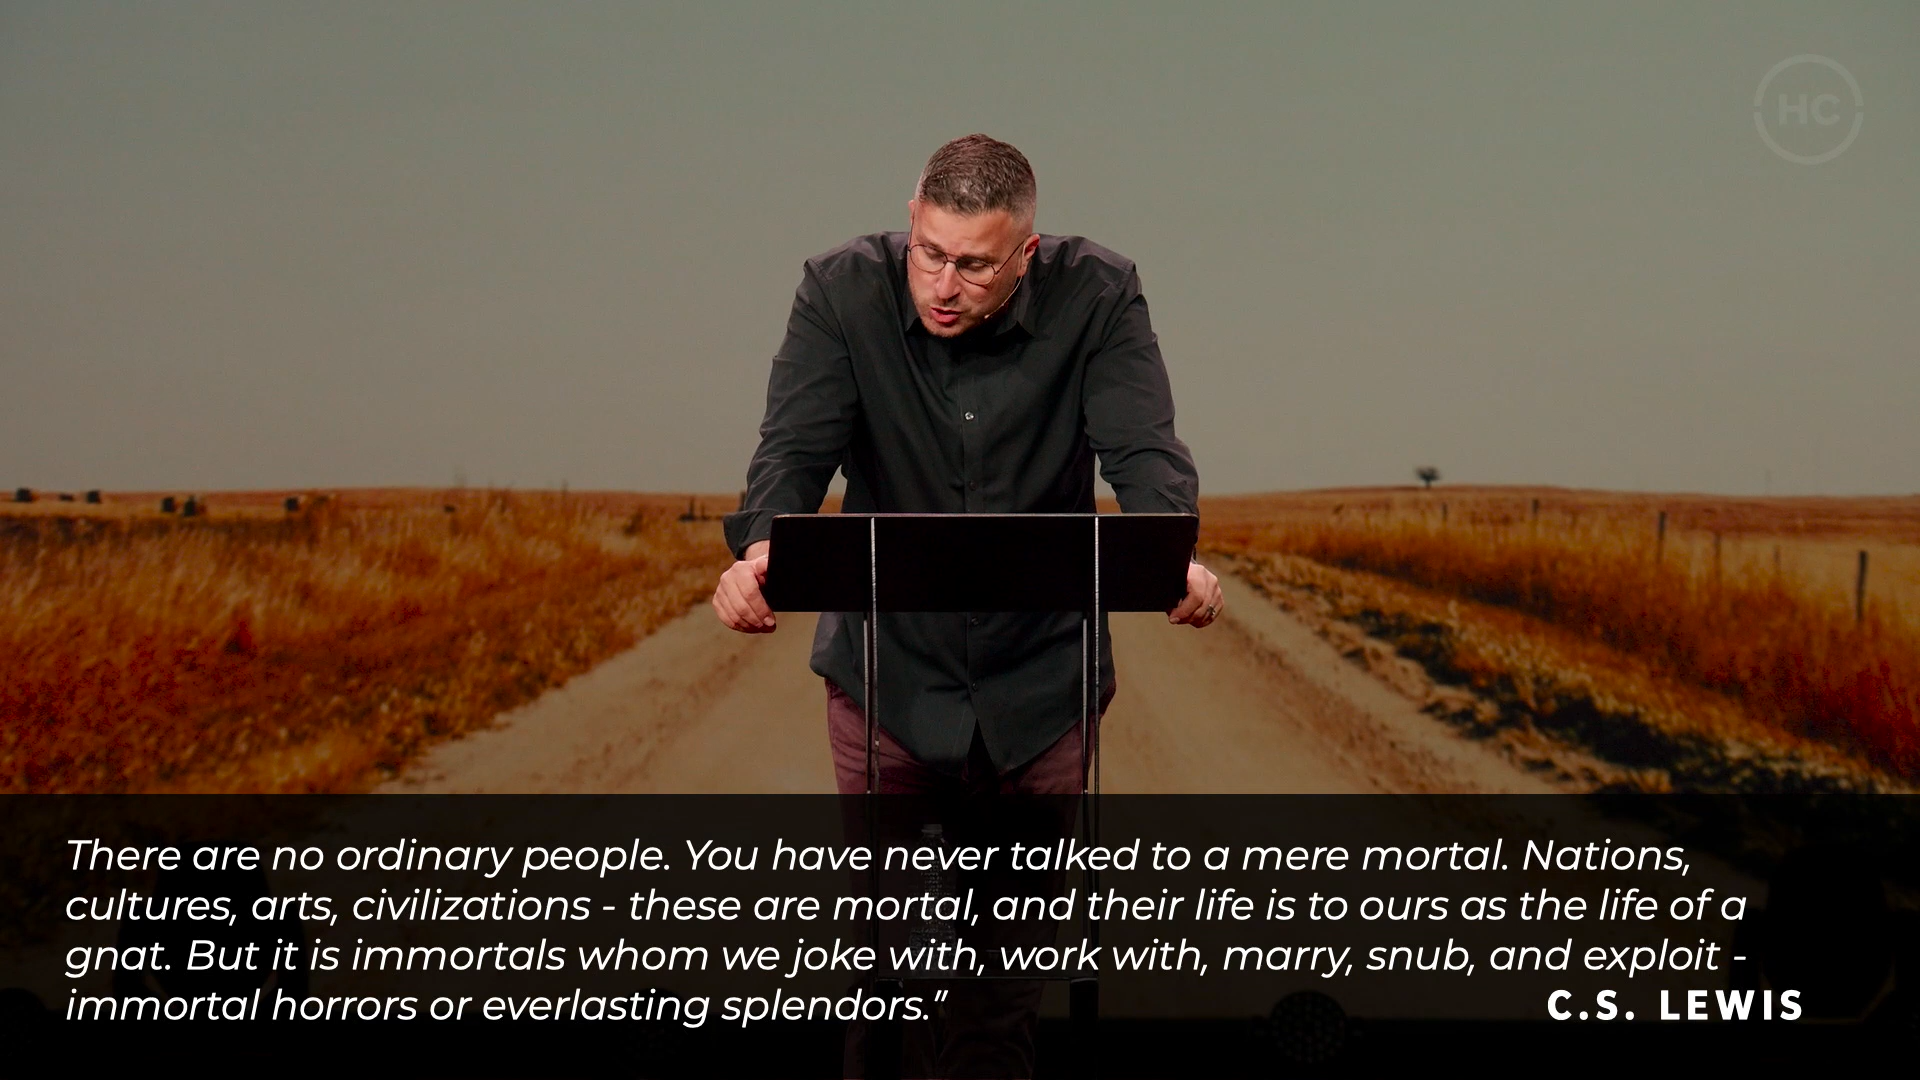 HC
There are no ordinary people. You have never talked to a mere mortal. Nations,
cultures, arts, civilizations - these are mortal, and their life is to ours as the life of a
gnat. But it is immortals whom we joke with, work with, marry, snub, and exploit -
immortal horrors or everlasting splendors.”
C.S. LEWIS